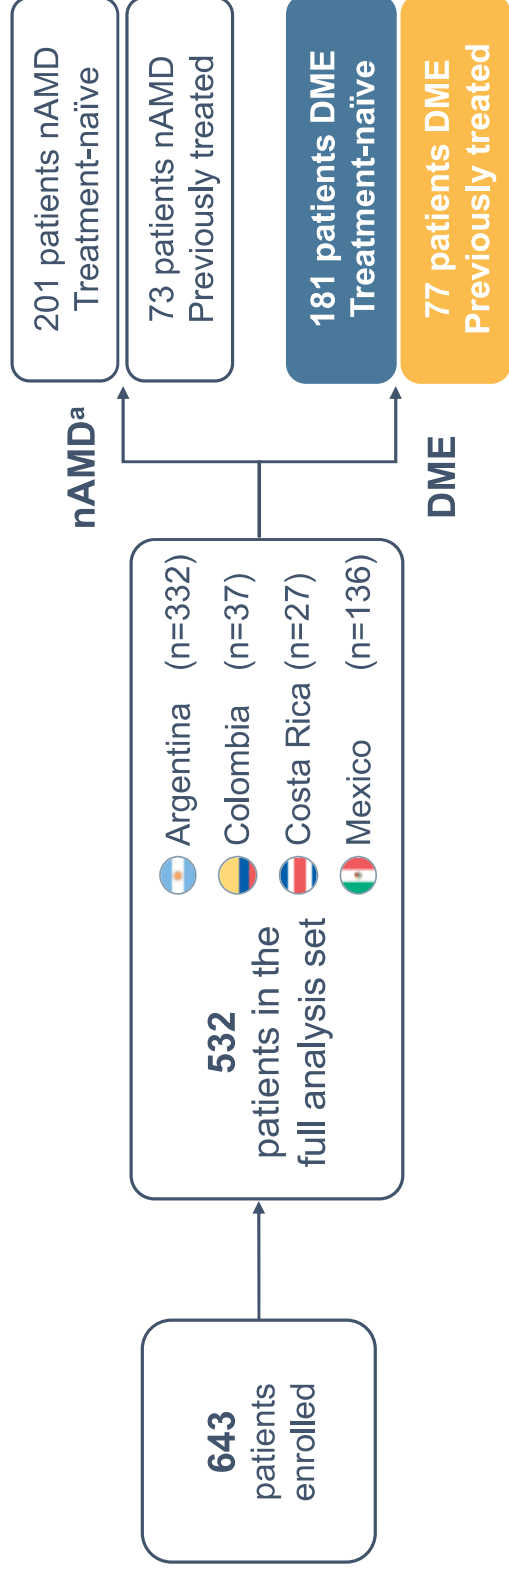 643
patients
enrolled
532
patients in the
full analysis set
Argentina (n=332)
Colombia (n=37)
Costa Rica (n=27)
Mexico (n=136)
nAMDᵃ
201 patients nAMD
Treatment-naïve
73 patients nAMD
Previously treated
DME
181 patients DME
Treatment-naïve
77 patients DME
Previously treated